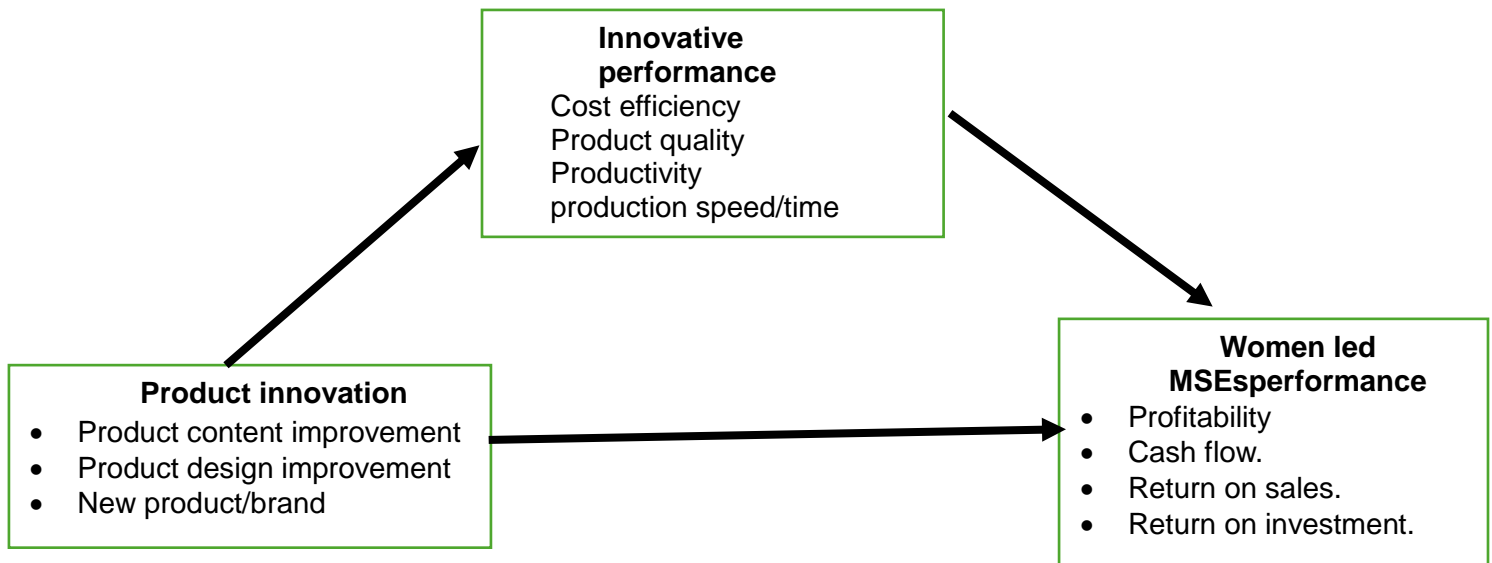 Innovative
performance
Cost efficiency
Product quality
Productivity
production speed/time
Product innovation
• Product content improvement
• Product design improvement
• New product/brand
Women led
MSEsperformance
• Profitability
• Cash flow.
• Return on sales.
• Return on investment.